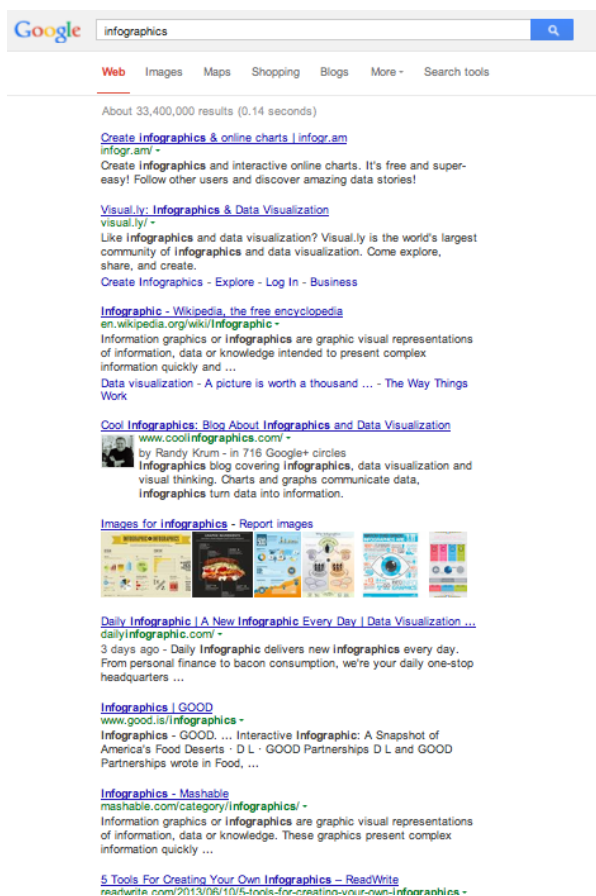 Google infographics
Web Images Maps Shopping Blogs More Search tools
About 33,400,000 results (0.14 seconds)
Create infographics & online charts | infogr.am
infogr.am/
Create infographics and interactive online charts. It's free and super-
easy! Follow other users and discover amazing data stories!
Visual.ly: Infographics & Data Visualization
visual.ly/
Like infographics and data visualization? Visual.ly is the world's largest
community of infographics and data visualization. Come explore,
share, and create.
Create Infographics - Explore - Log In - Business
Infographic - Wikipedia, the free encyclopedia
en.wikipedia.org/wiki/Infographic
Information graphics or infographics are graphic visual representations
of information, data or knowledge intended to present complex
information quickly and ...
Data visualization - A picture is worth a thousand ... - The Way Things
Work
Cool Infographics: Blog About Infographics and Data Visualization
www.coolinfographics.com/
by Randy Krum - in 716 Google+ circles
Infographics blog covering infographics, data visualization and
visual thinking. Charts and graphs communicate data,
infographics turn data into information.
Images for infographics - Report images
Daily Infographic | A New Infographic Every Day | Data Visualization ...
dailyinfographic.com/
3 days ago - Daily Infographic delivers new infographics every day.
From personal finance to bacon consumption, we're your daily one-stop
headquarters ...
Infographics | GOOD
www.good.is/infographics
Infographics - GOOD. ... Interactive Infographic: A Snapshot of
America's Food Deserts · D L · GOOD Partnerships D L and GOOD
Partnerships wrote in Food, ...
Infographics - Mashable
mashable.com/category/infographics/
Information graphics or infographics are graphic visual representations
of information, data or knowledge. These graphics present complex
information quickly ...
5 Tools For Creating Your Own Infographics – ReadWrite
readwrite.com/2013/06/10/5-tools-for-creating-your-own-infographics